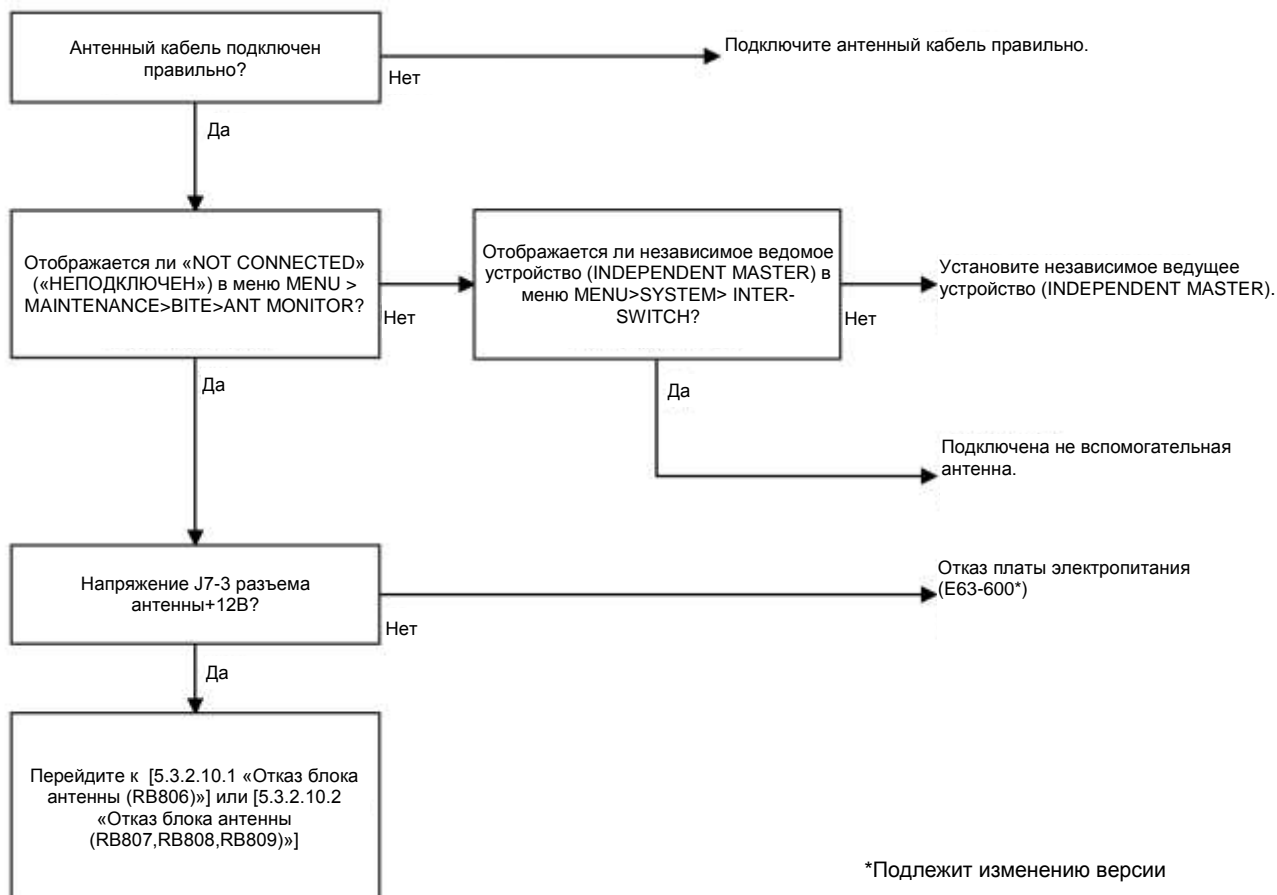 Антенный кабель подключен
правильно?
Нет
Подключите антенный кабель правильно.
Да
Отображается ли «NOT CONNECTED»
(«НЕПОДКЛЮЧЕН») в меню MENU >
MAINTENANCE>BITE>ANT MONITOR?
Нет
Отображается ли независимое ведомое
устройство (INDEPENDENT MASTER) в
меню MENU>SYSTEM> INTER-
SWITCH?
Нет
Установите независимое ведущее
устройство (INDEPENDENT MASTER).
Да
Да
Подключена не вспомогательная
антенна.
Напряжение J7-3 разъема
антенны+12В?
Нет
Отказ платы электропитания
(E63-600*)
Да
Перейдите к [5.3.2.10.1 «Отказ блока
антенны (RB806)»] или [5.3.2.10.2
«Отказ блока антенны
(RB807,RB808,RB809)»]
*Подлежит изменению версии